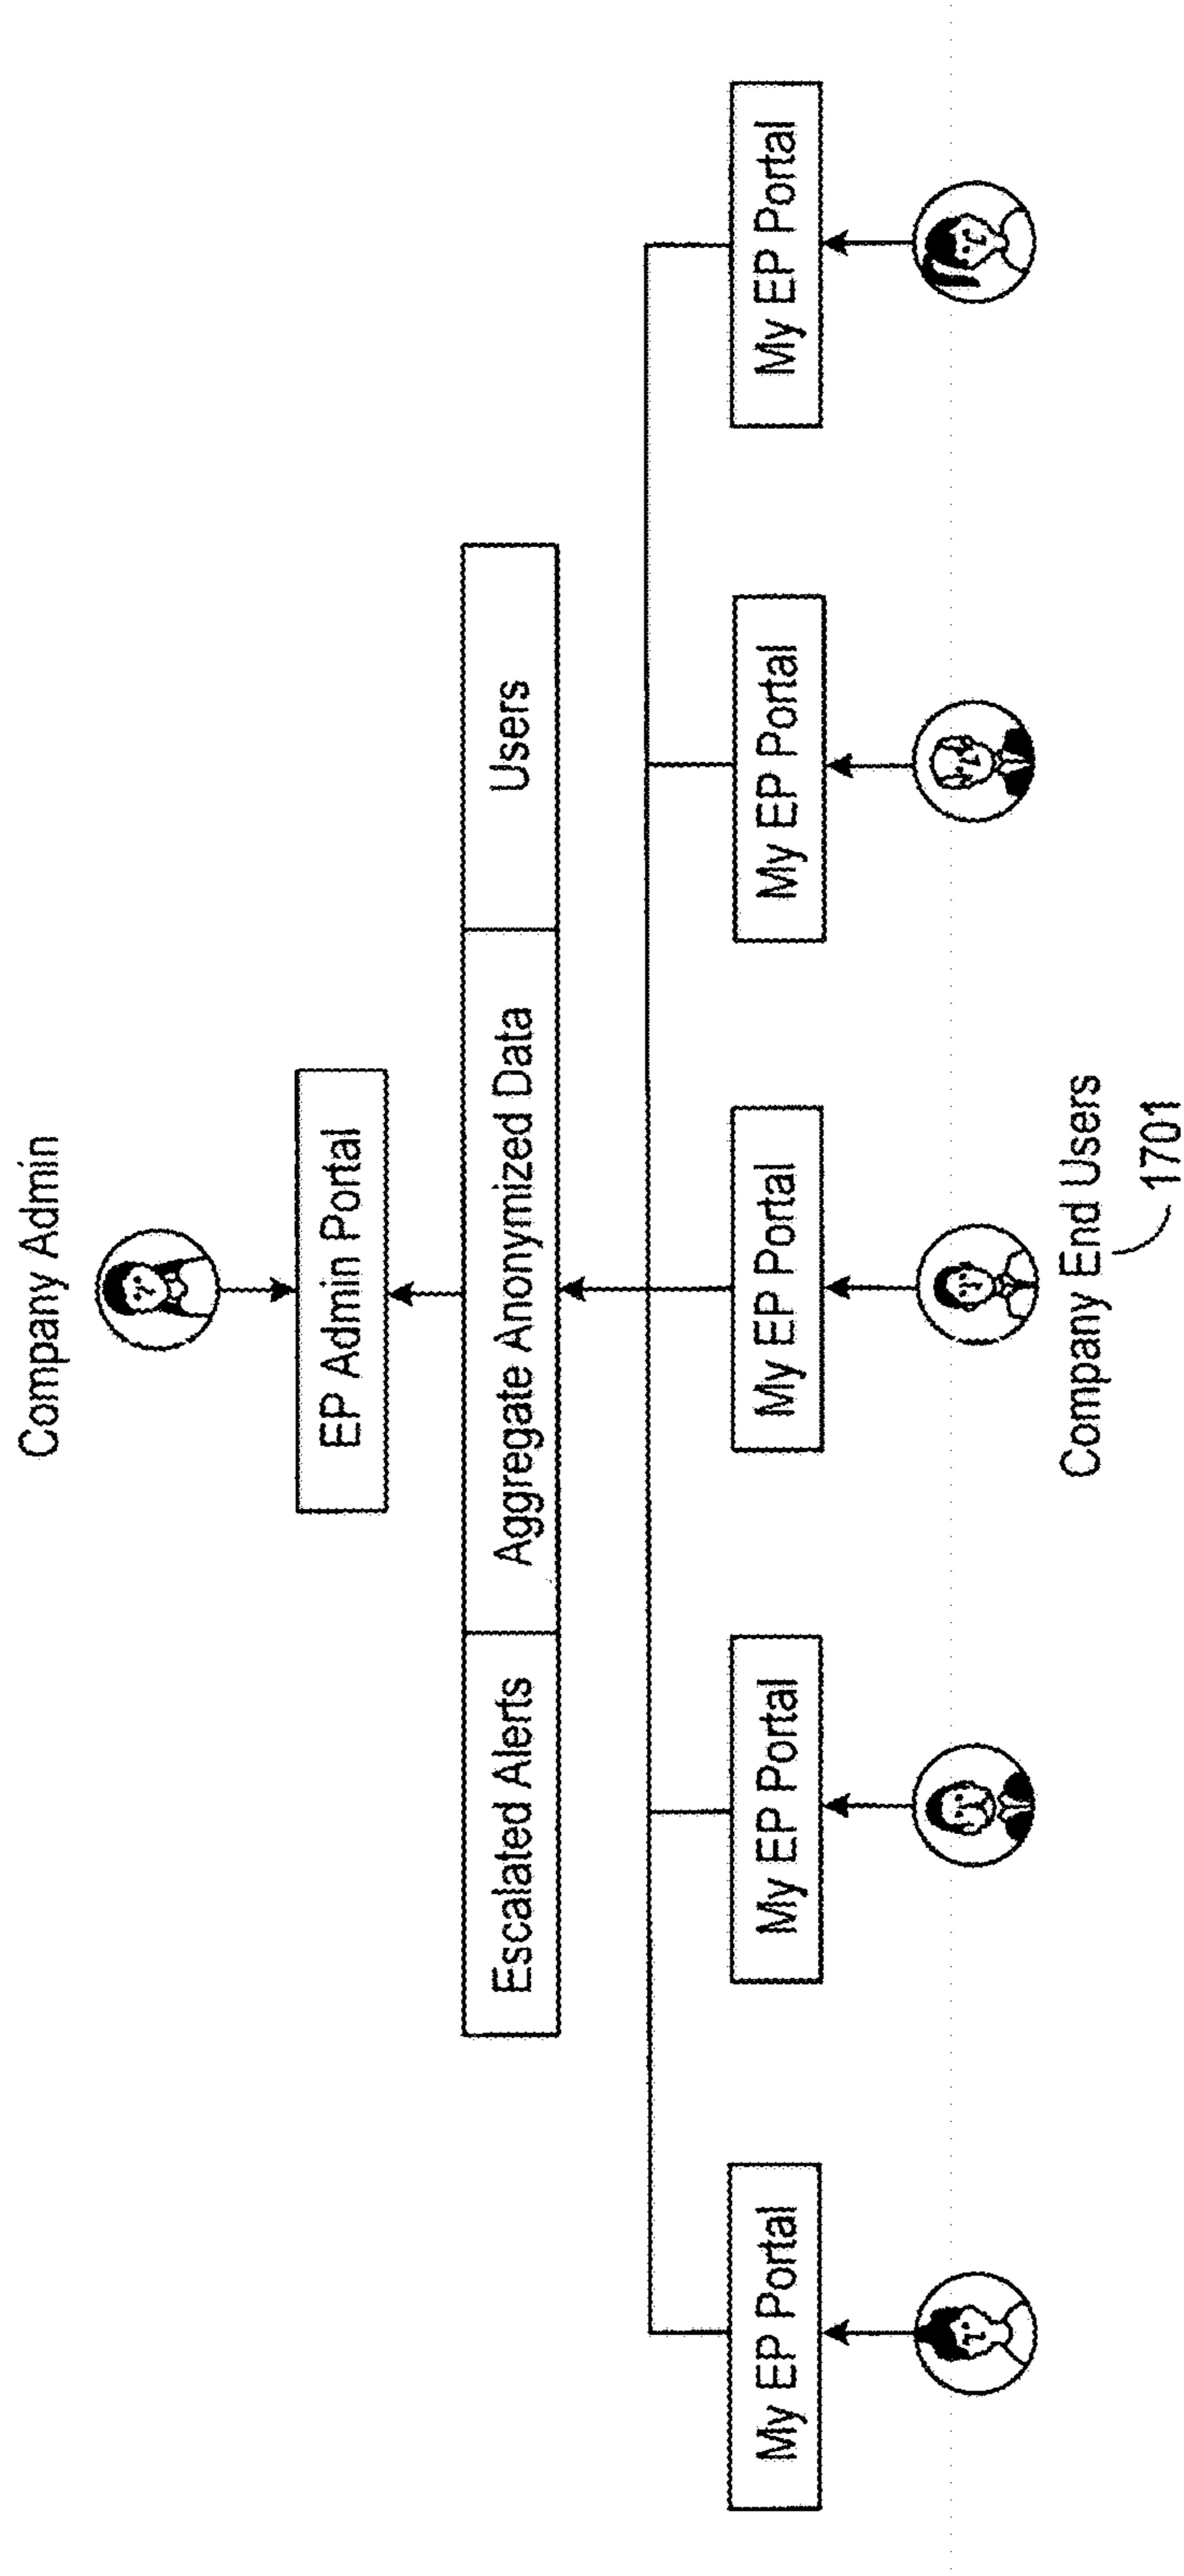 Company Admin
EP Admin Portal
Escalated Alerts
Aggregate Anonymized Data
Users
My EP Portal
My EP Portal
My EP Portal
My EP Portal
My EP Portal
Company End Users
1701